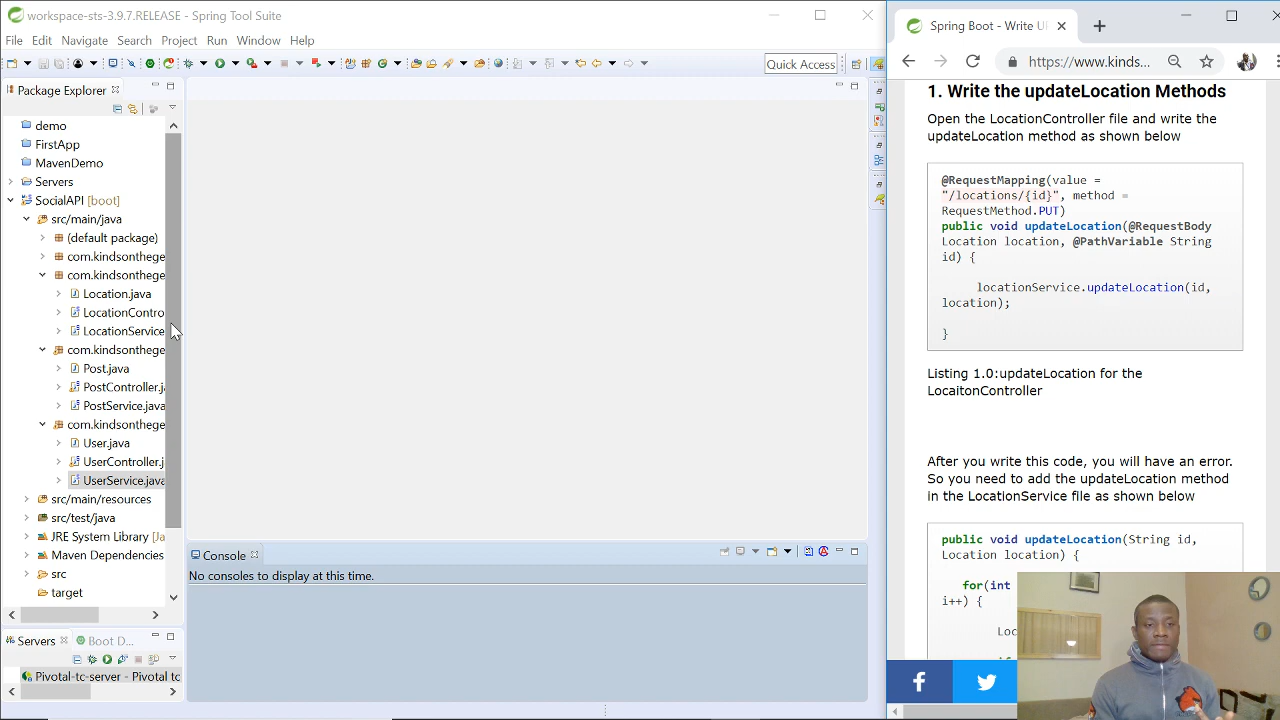 workspace-sts-3.9.7.RELEASE - Spring Tool Suite
File Edit Navigate Search Project Run Window Help
Quick Access
Package Explorer
demo
FirstApp
MavenDemo
Servers
SocialAPI [boot]
src/main/java
(default package)
com.kindsonthege
com.kindsonthege
Location.java
LocationContro
LocationService
com.kindsonthege
Post.java
PostController.ja
PostService.java
com.kindsonthege
User.java
UserController.j
UserService.java
src/main/resources
src/test/java
JRE System Library [Ja
Maven Dependencies
src
target
Servers
Boot D...
Pivotal-tc-server - Pivotal tc
Console
No consoles to display at this time.
Spring Boot - Write U
https://www.kinds...
1. Write the updateLocation Methods
Open the LocationController file and write the
updateLocation method as shown below
@RequestMapping(value =
"/locations/{id}", method =
RequestMethod.PUT)
public void updateLocation(@RequestBody
Location location, @PathVariable String
id) {
locationService.updateLocation(id,
location);
}
Listing 1.0:updateLocation for the
LocaitonController
After you write this code, you will have an error.
So you need to add the updateLocation method
in the LocationService file as shown below
public void updateLocation(String id,
Location location) {
for(int
i++) {
Loc